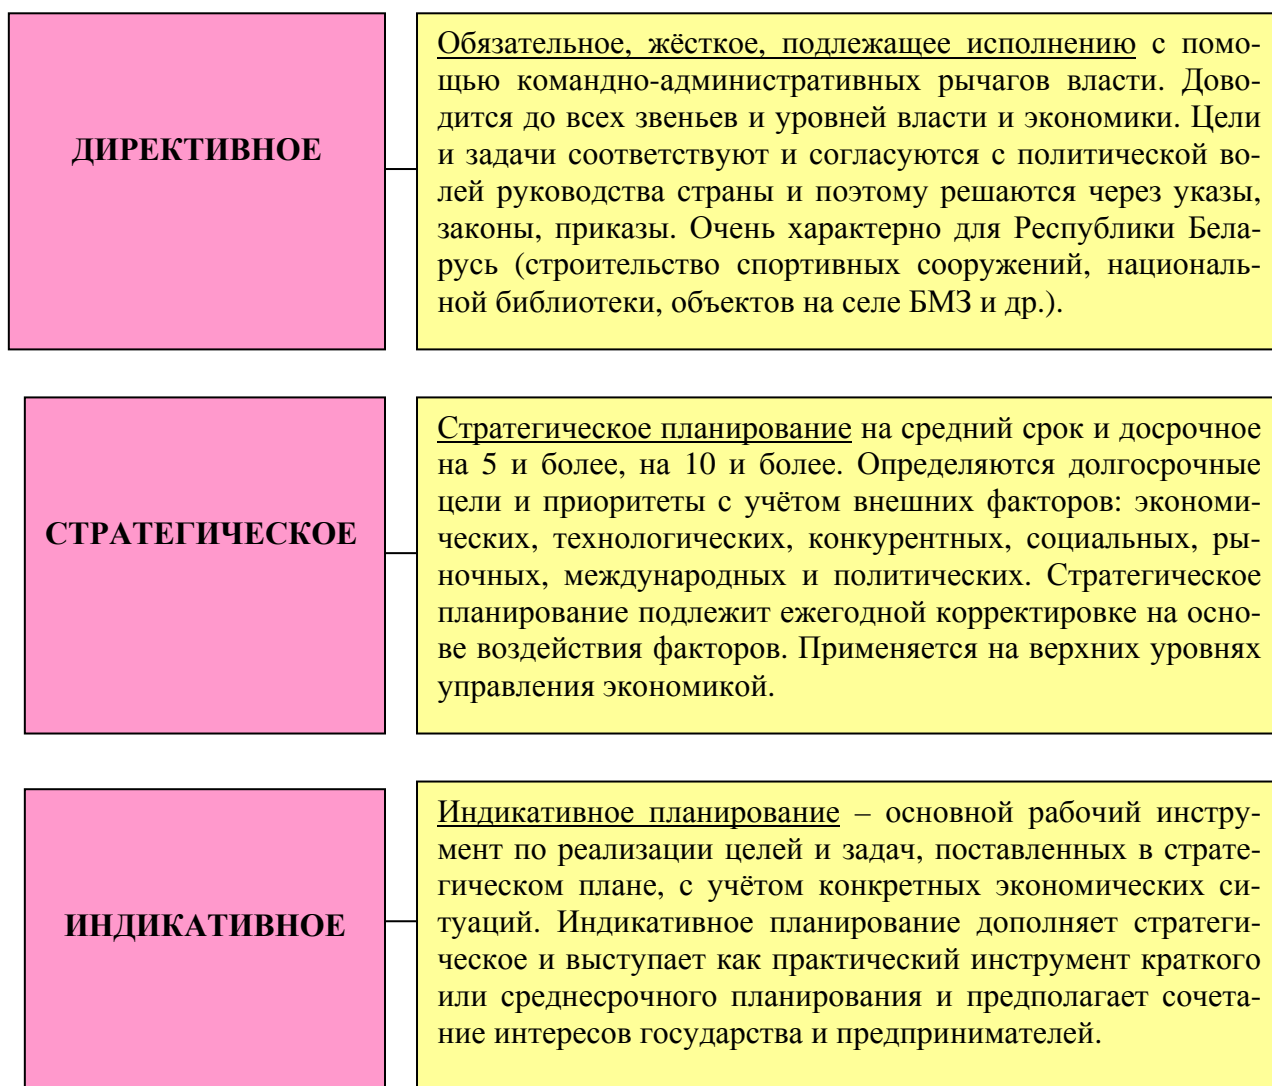 ДИРЕКТИВНОЕ
Обязательное, жёсткое, подлежащее исполнению с помо-
щью командно-административных рычагов власти. Дово-
дится до всех звеньев и уровней власти и экономики. Цели
и задачи соответствуют и согласуются с политической во-
лей руководства страны и поэтому решаются через указы,
законы, приказы. Очень характерно для Республики Бела-
русь (строительство спортивных сооружений, националь-
ной библиотеки, объектов на селе БМЗ и др.).
СТРАТЕГИЧЕСКОЕ
Стратегическое планирование на средний срок и досрочное
на 5 и более, на 10 и более. Определяются долгосрочные
цели и приоритеты с учётом внешних факторов: экономи-
ческих, технологических, конкурентных, социальных, ры-
ночных, международных и политических. Стратегическое
планирование подлежит ежегодной корректировке на осно-
ве воздействия факторов. Применяется на верхних уровнях
управления экономикой.
ИНДИКАТИВНОЕ
Индикативное планирование – основной рабочий инстру-
мент по реализации целей и задач, поставленных в страте-
гическом плане, с учётом конкретных экономических си-
туаций. Индикативное планирование дополняет стратеги-
ческое и выступает как практический инструмент краткого
или среднесрочного планирования и предполагает сочета-
ние интересов государства и предпринимателей.